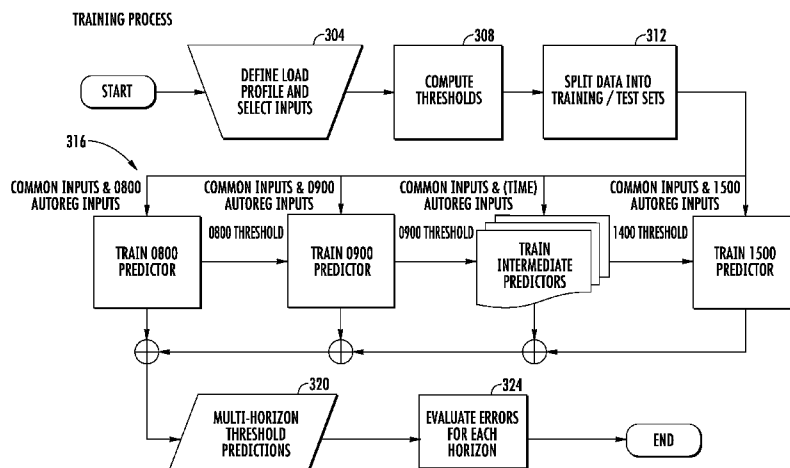 TRAINING PROCESS
304
308
312
START
DEFINE LOAD
PROFILE AND
SELECT INPUTS
COMPUTE
THRESHOLDS
SPLIT DATA INTO
TRAINING / TEST SETS
316
COMMON INPUTS & 0800
AUTOREG INPUTS
COMMON INPUTS & 0900
AUTOREG INPUTS
COMMON INPUTS & (TIME)
AUTOREG INPUTS
COMMON INPUTS & 1500
AUTOREG INPUTS
TRAIN 0800
PREDICTOR
0800 THRESHOLD
TRAIN 0900
PREDICTOR
0900 THRESHOLD
TRAIN
INTERMEDIATE
PREDICTORS
1400 THRESHOLD
TRAIN 1500
PREDICTOR
320
324
MULTI-HORIZON
THRESHOLD
PREDICTIONS
EVALUATE ERRORS
FOR EACH
HORIZON
END